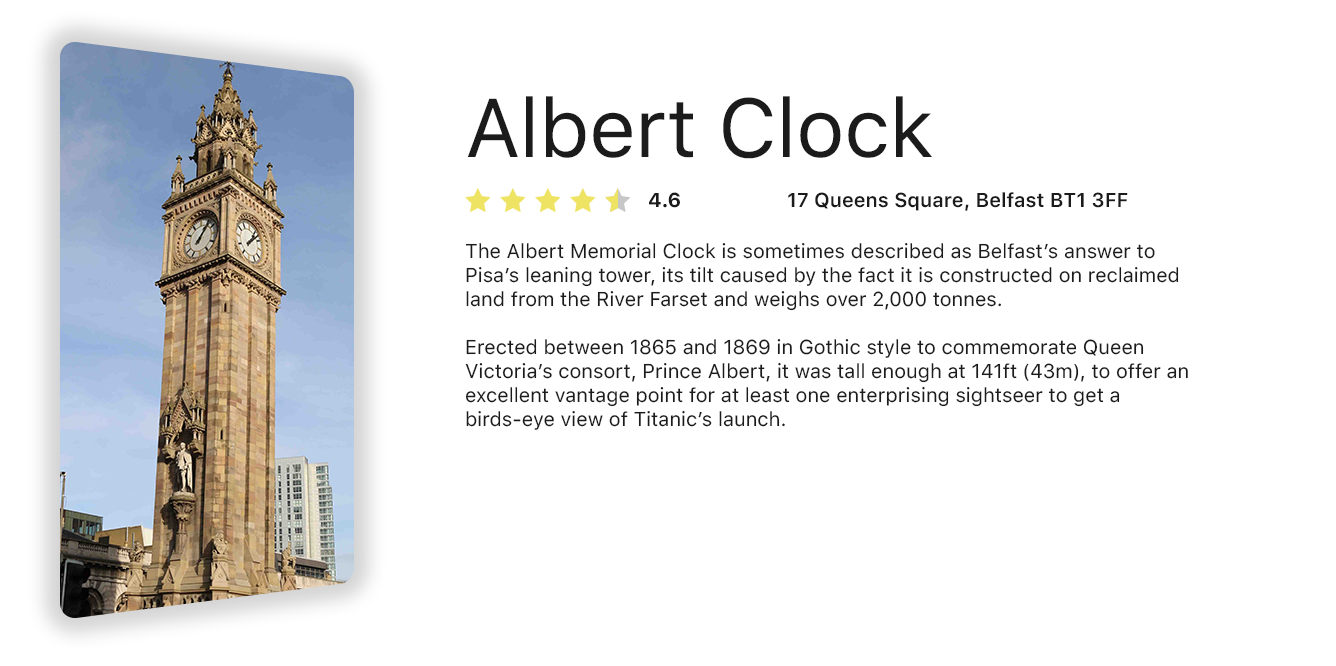 Albert Clock
4.6
17 Queens Square, Belfast BT1 3FF
The Albert Memorial Clock is sometimes described as Belfast’s answer to
Pisa’s leaning tower, its tilt caused by the fact it is constructed on reclaimed
land from the River Farset and weighs over 2,000 tonnes.
Erected between 1865 and 1869 in Gothic style to commemorate Queen
Victoria’s consort, Prince Albert, it was tall enough at 141ft (43m), to offer an
excellent vantage point for at least one enterprising sightseer to get a
birds-eye view of Titanic’s launch.